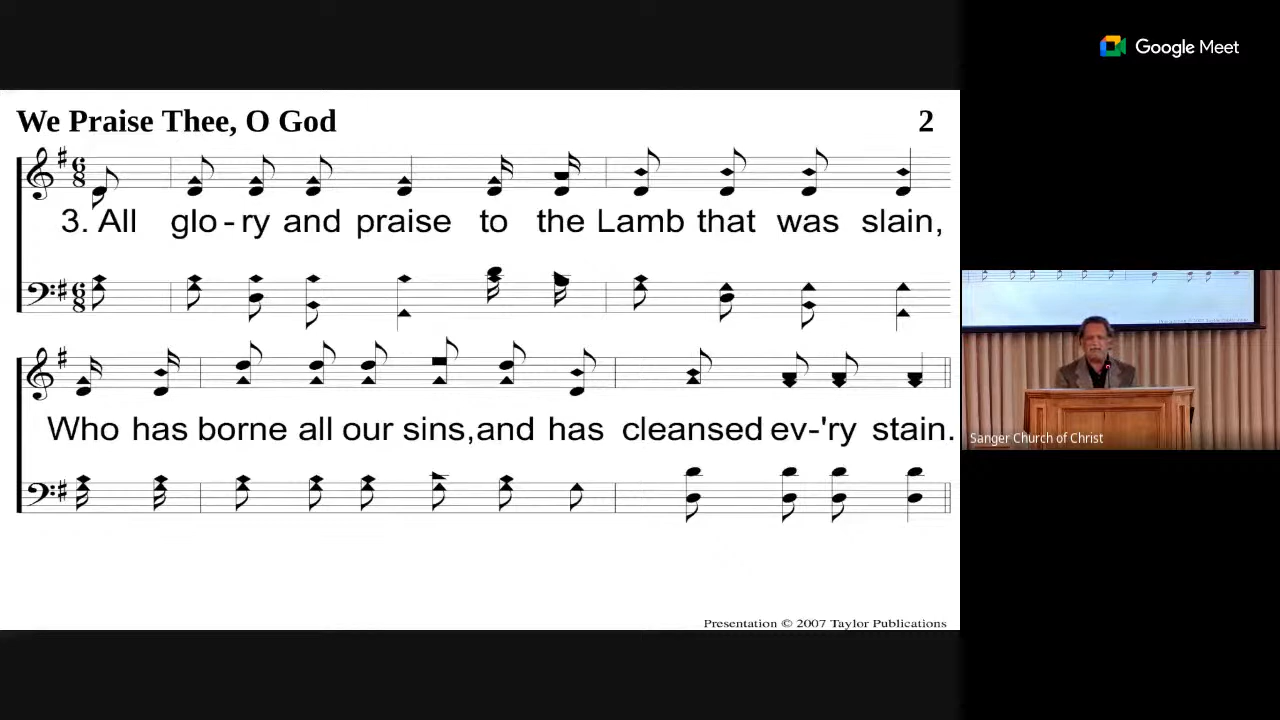 Google Meet
We Praise Thee, O God 2
3. All glo - ry and praise to the Lamb that was slain,
Who has borne all our sins, and has cleansed ev-'ry stain.
Sanger Church of Christ
Presentation © 2007 Taylor Publications